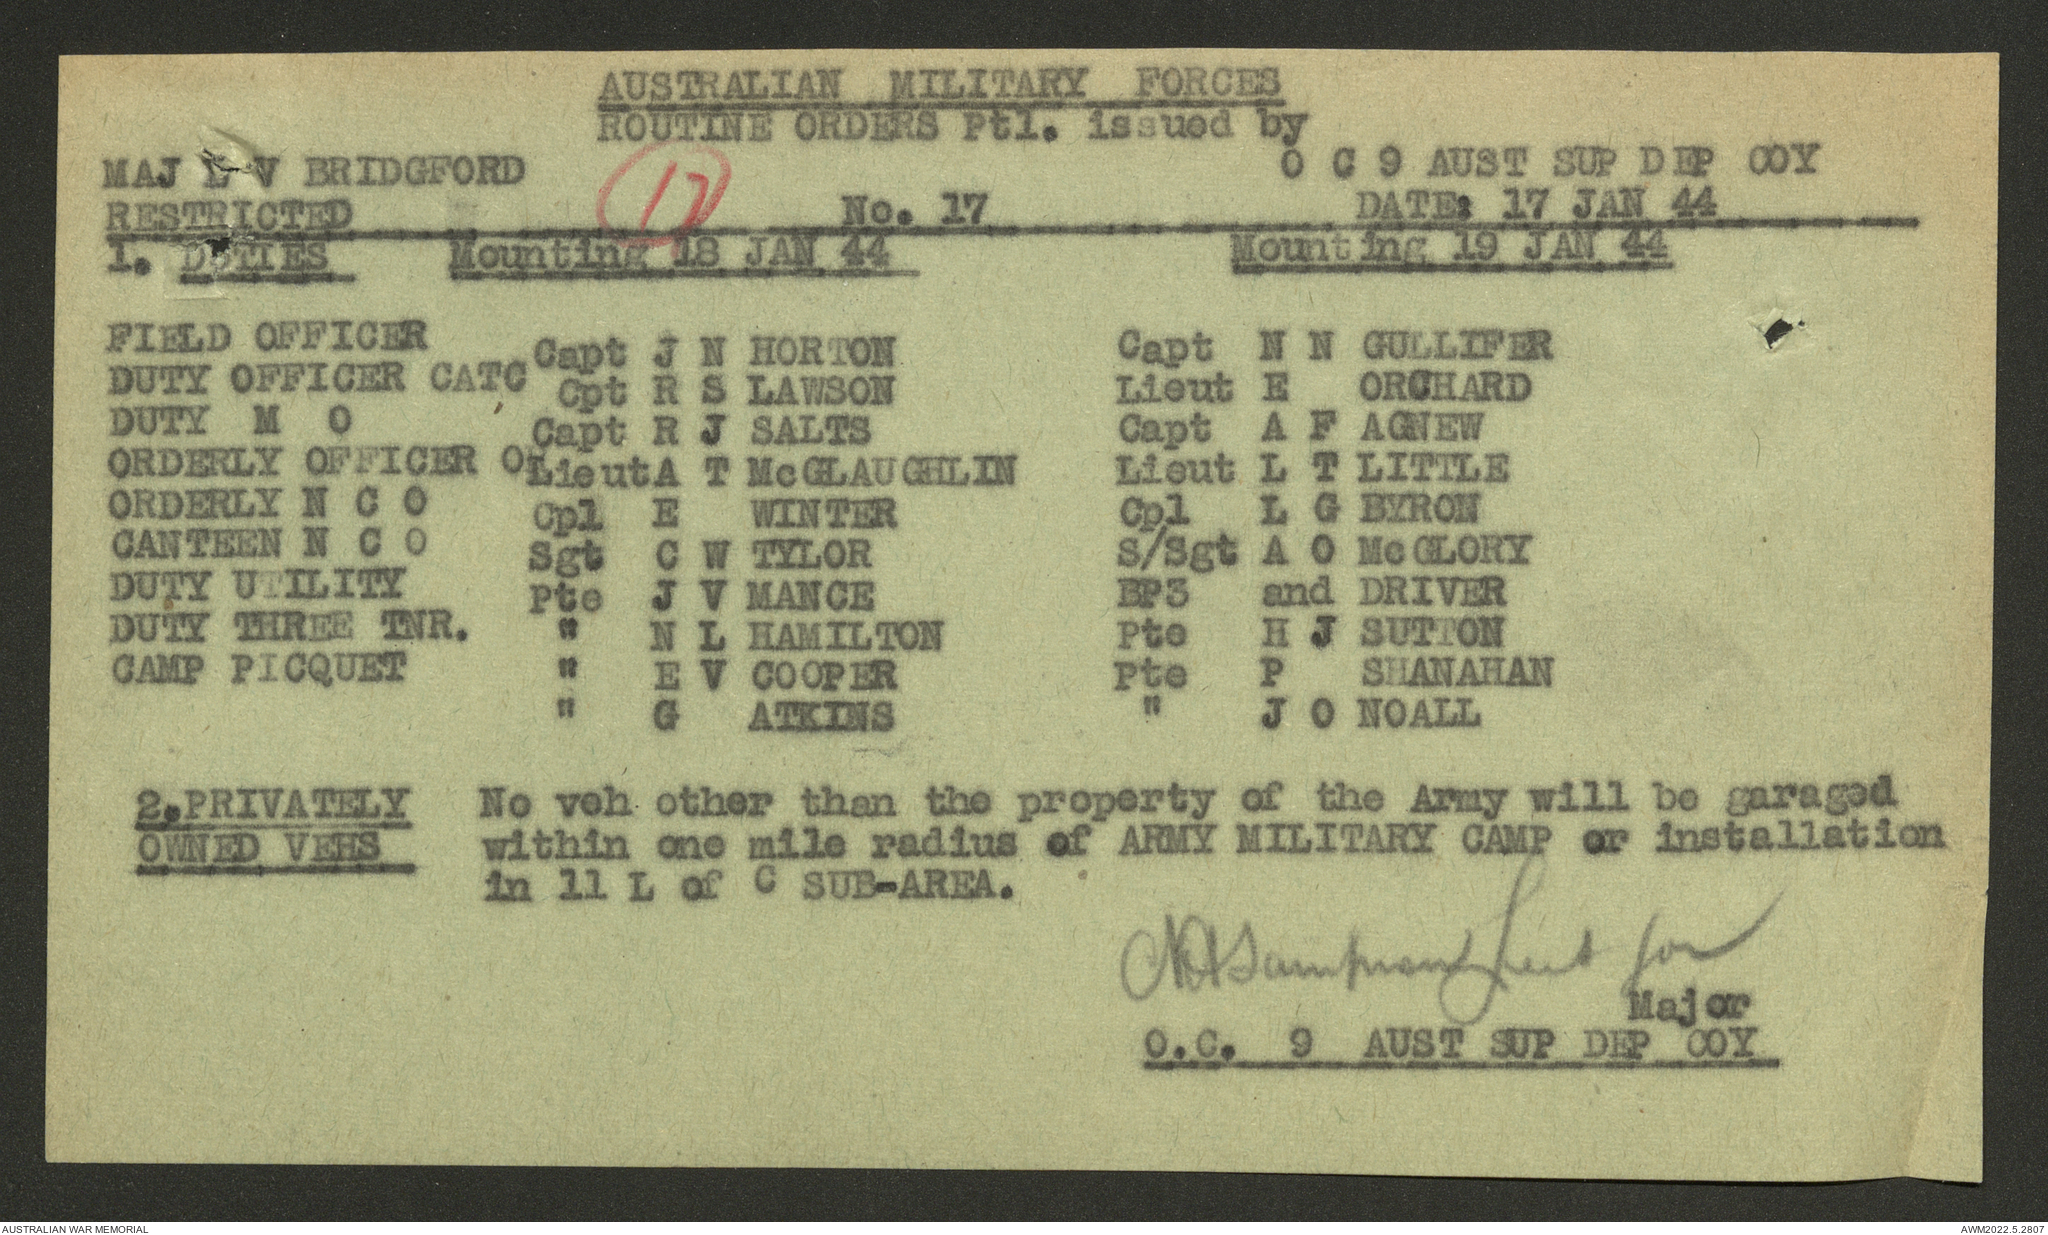 AUSTRALIAN MILITARY FORCES
ROUTINE ORDERS Pt1. issued by
MAJ L V BRIDGFORD O C 9 AUST SUP DEP COY
RESTRICTED 17 No. 17 DATE: 17 JAN 44
1. DUTIES Mounting 18 JAN 44 Mounting 19 JAN 44
FIELD OFFICER Capt J N HORTON Capt N N GULLIFER
DUTY OFFICER CATC Cpt R S LAWSON Lieut E ORCHARD
DUTY M O Capt R J SALTS Capt A F AGNEW
ORDERLY OFFICER Lieut A T McGLAUGHLIN Lieut L T LITTLE
ORDERLY N C O Cpl E WINTER Cpl L G BYRON
CANTEEN N C O Sgt C W TYLOR S/Sgt A O McGLORY
DUTY UTILITY Pte J V MANCE BP3 and DRIVER
DUTY THREE TNR. " N L HAMILTON Pte H J SUTTON
CAMP PICQUET " E V COOPER Pte P SHANAHAN
" G ATKINS " J O NOALL
2.PRIVATELY No veh other than the property of the Army will be garaged
OWNED VEHS within one mile radius of ARMY MILITARY CAMP or installation
in 11 L of C SUB-AREA.
Lieut for
Major
O.C. 9 AUST SUP DEP COY
AUSTRALIAN WAR MEMORIAL AWM2022.5.2807